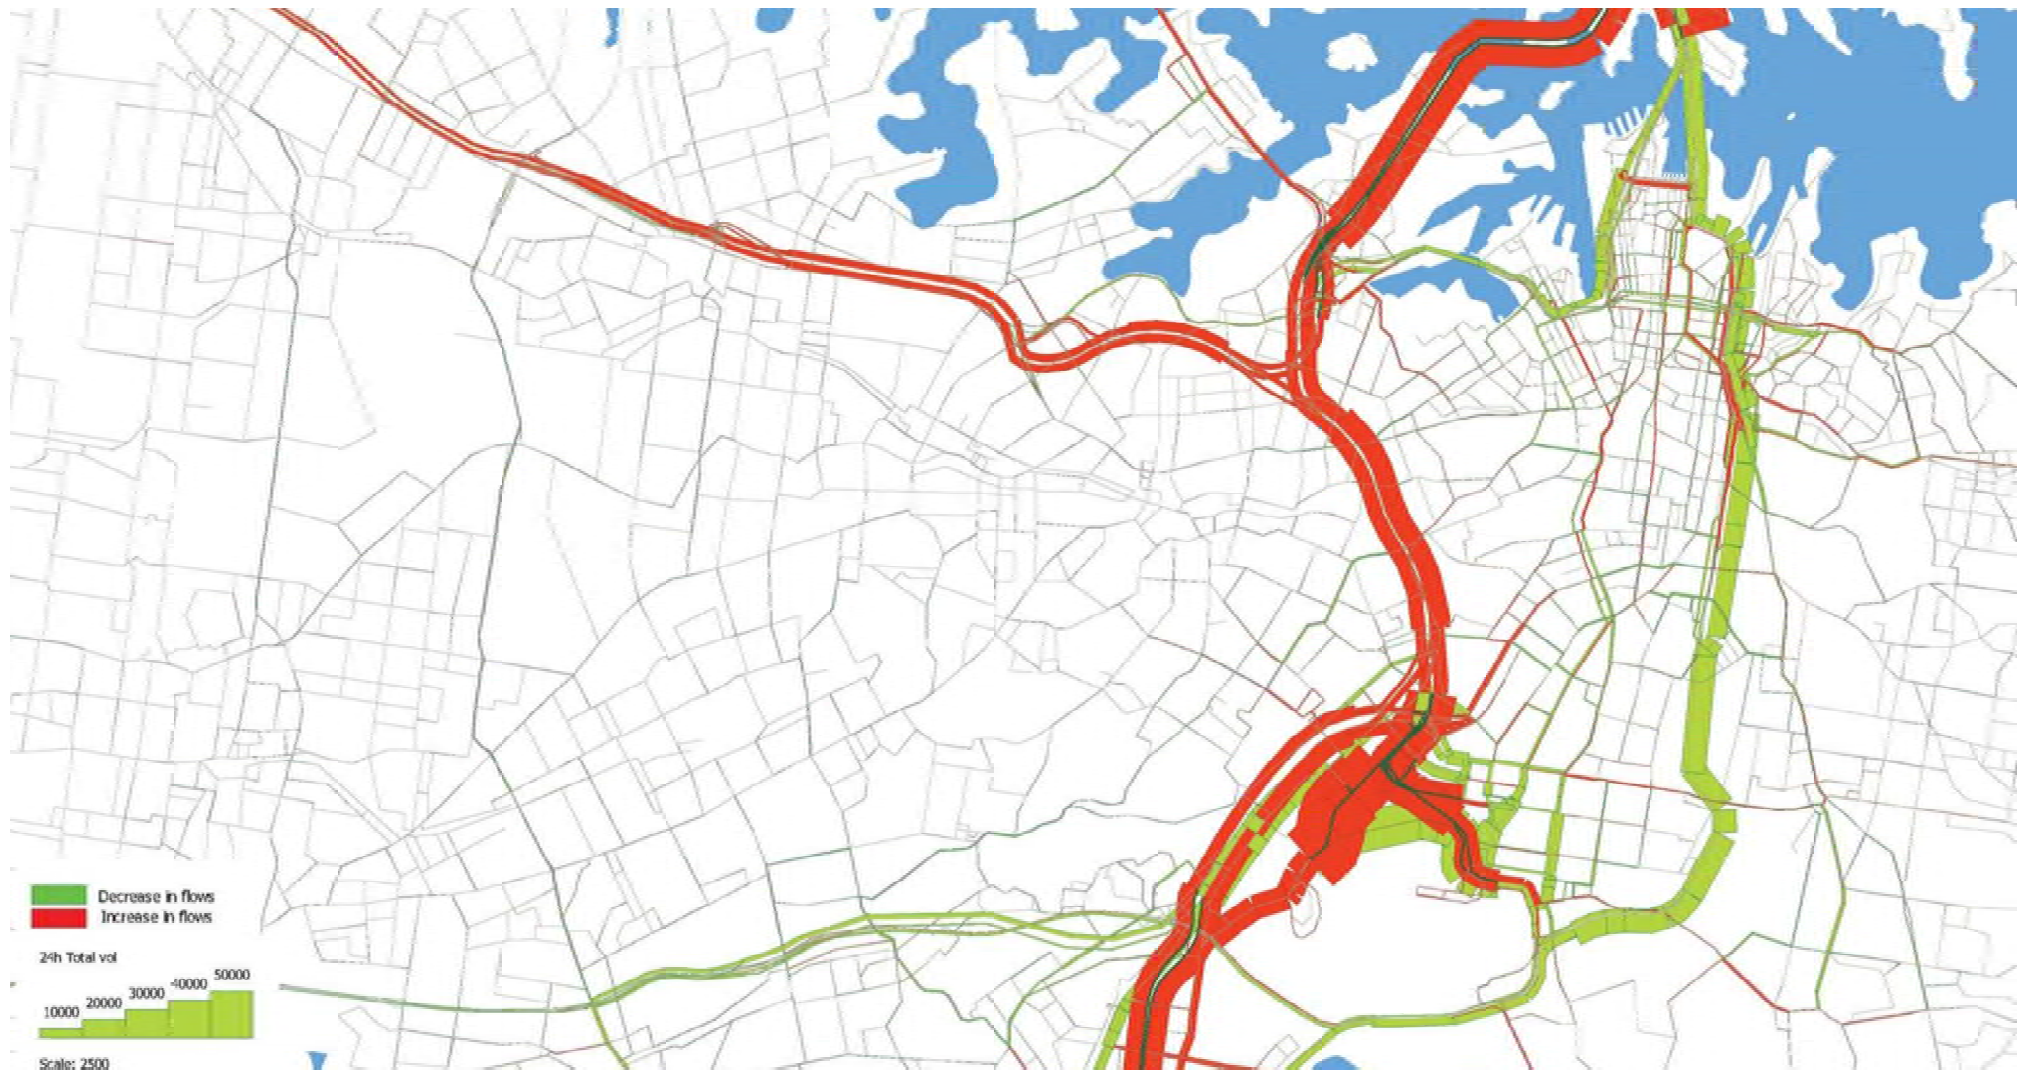 Decrease in flows
Increase in flows
24h Total vol
10000 20000 30000 40000 50000
Scale: 2500